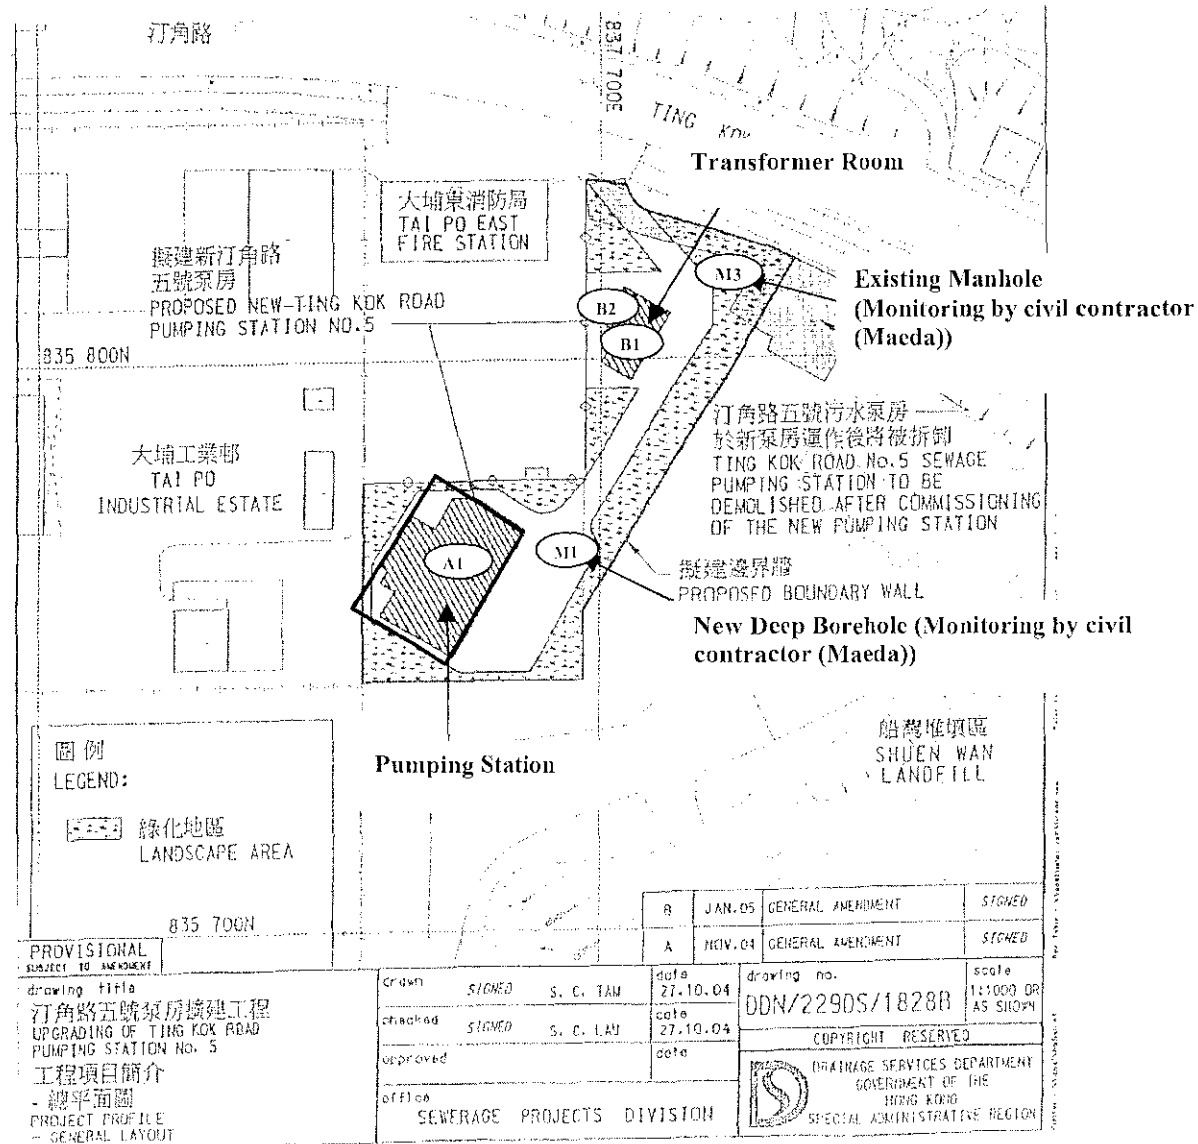 汀角路
837 700E
TING KOK
Transformer Room
大埔東消防局
TAI PO EAST
FIRE STATION
擬建新汀角路
五號泵房
PROPOSED NEW-TING KOK ROAD
PUMPING STATION NO.5
M3
Existing Manhole
(Monitoring by civil contractor
(Maeda))
B2
B1
835 800N
汀角路五號污水泵房
於新泵房運作後將被拆卸
TING KOK ROAD No.5 SEWAGE
PUMPING STATION TO BE
DEMOLISHED AFTER COMMISSIONING
OF THE NEW PUMPING STATION
大埔工業邨
TAI PO
INDUSTRIAL ESTATE
A1
M1
擬建邊界牆
PROPOSED BOUNDARY WALL
New Deep Borehole (Monitoring by civil
contractor (Maeda))
Pumping Station
船灣堆填區
SHUEN WAN
LANDFILL
圖例
LEGEND:
綠化地區
LANDSCAPE AREA
835 700N
B JAN.05 GENERAL AMENDMENT SIGNED
A NOV.04 GENERAL AMENDMENT SIGNED
PROVISIONAL
SUBJECT TO AMENDMENT
drawing title
汀角路五號泵房擴建工程
UPGRADING OF TING KOK ROAD
PUMPING STATION No. 5
工程項目簡介
- 總平面圖
PROJECT PROFILE
- GENERAL LAYOUT
drawn SIGNED S. C. TAM
date
27.10.04
checked SIGNED S. C. LAU
date
27.10.04
approved
date
office
SEWERAGE PROJECTS DIVISION
drawing no.
DDN/229DS/1828B
scale
1:1000 OR
AS SHOWN
COPYRIGHT RESERVED
DRAINAGE SERVICES DEPARTMENT
GOVERNMENT OF THE
HONG KONG
SPECIAL ADMINISTRATIVE REGION